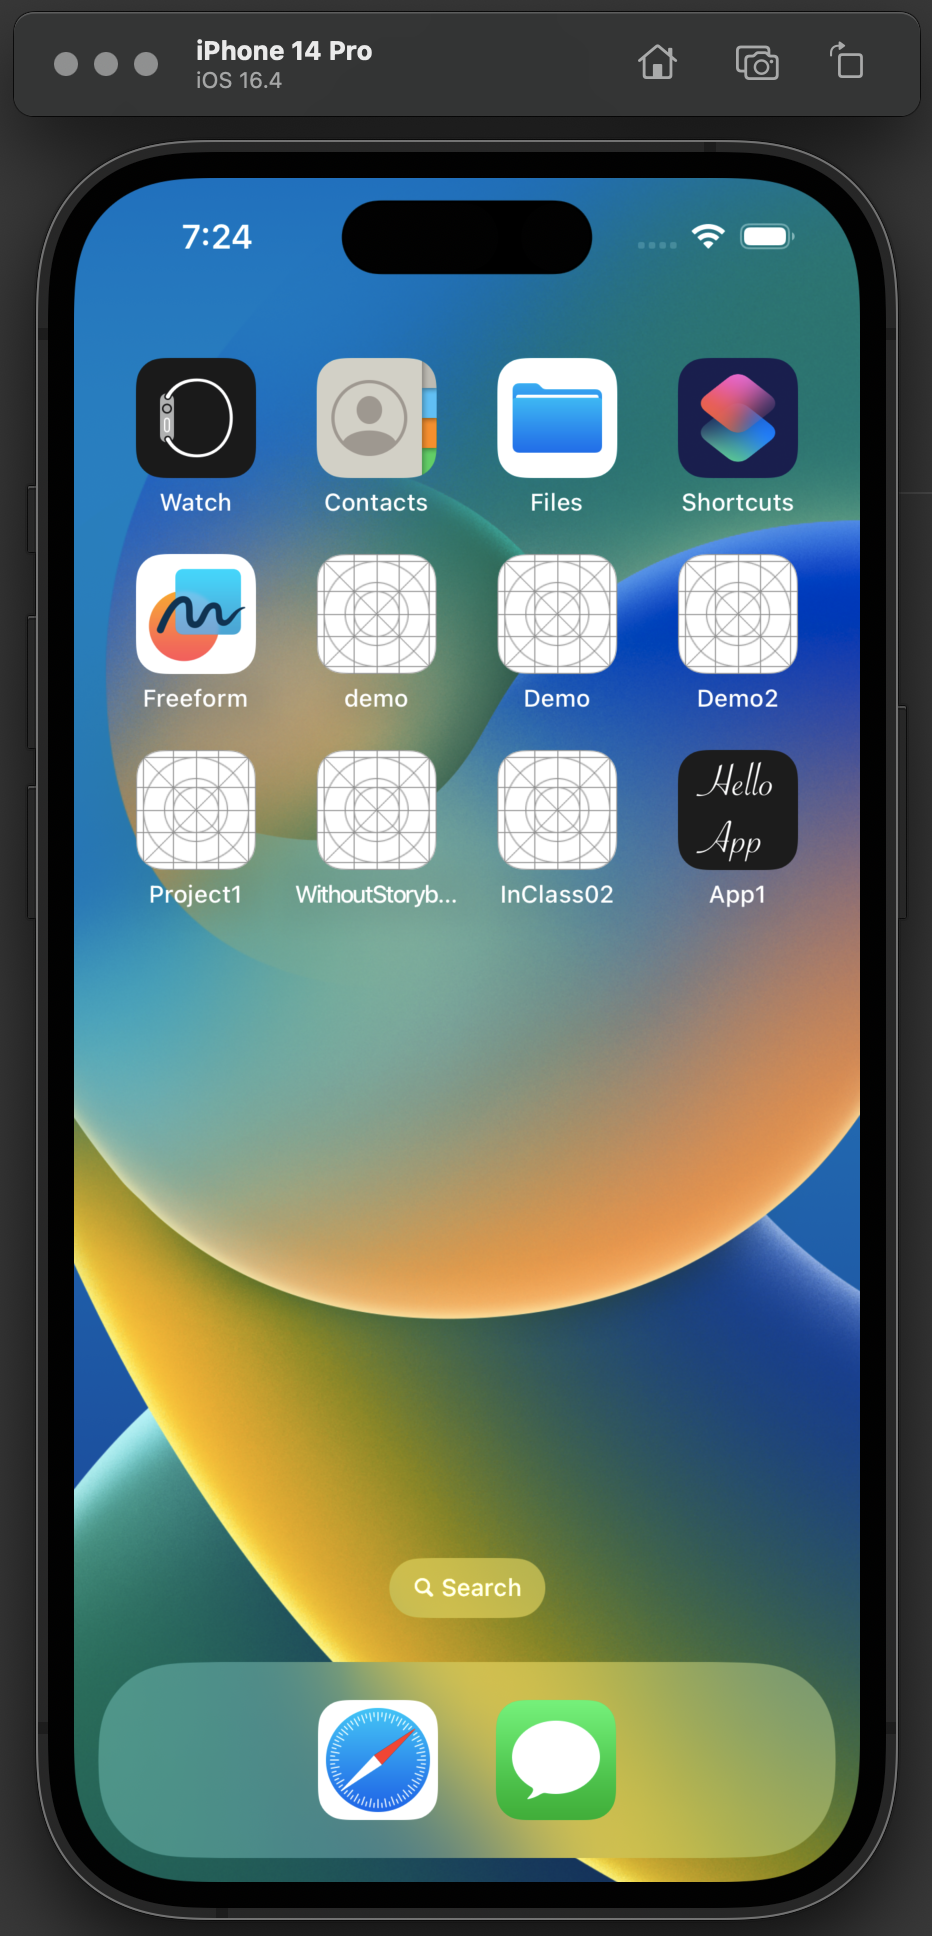 iPhone 14 Pro
iOS 16.4
7:24
Watch
Contacts
Files
Shortcuts
Freeform
demo
Demo
Demo2
Hello
App
Project1
WithoutStoryb...
InClass02
App1
Search